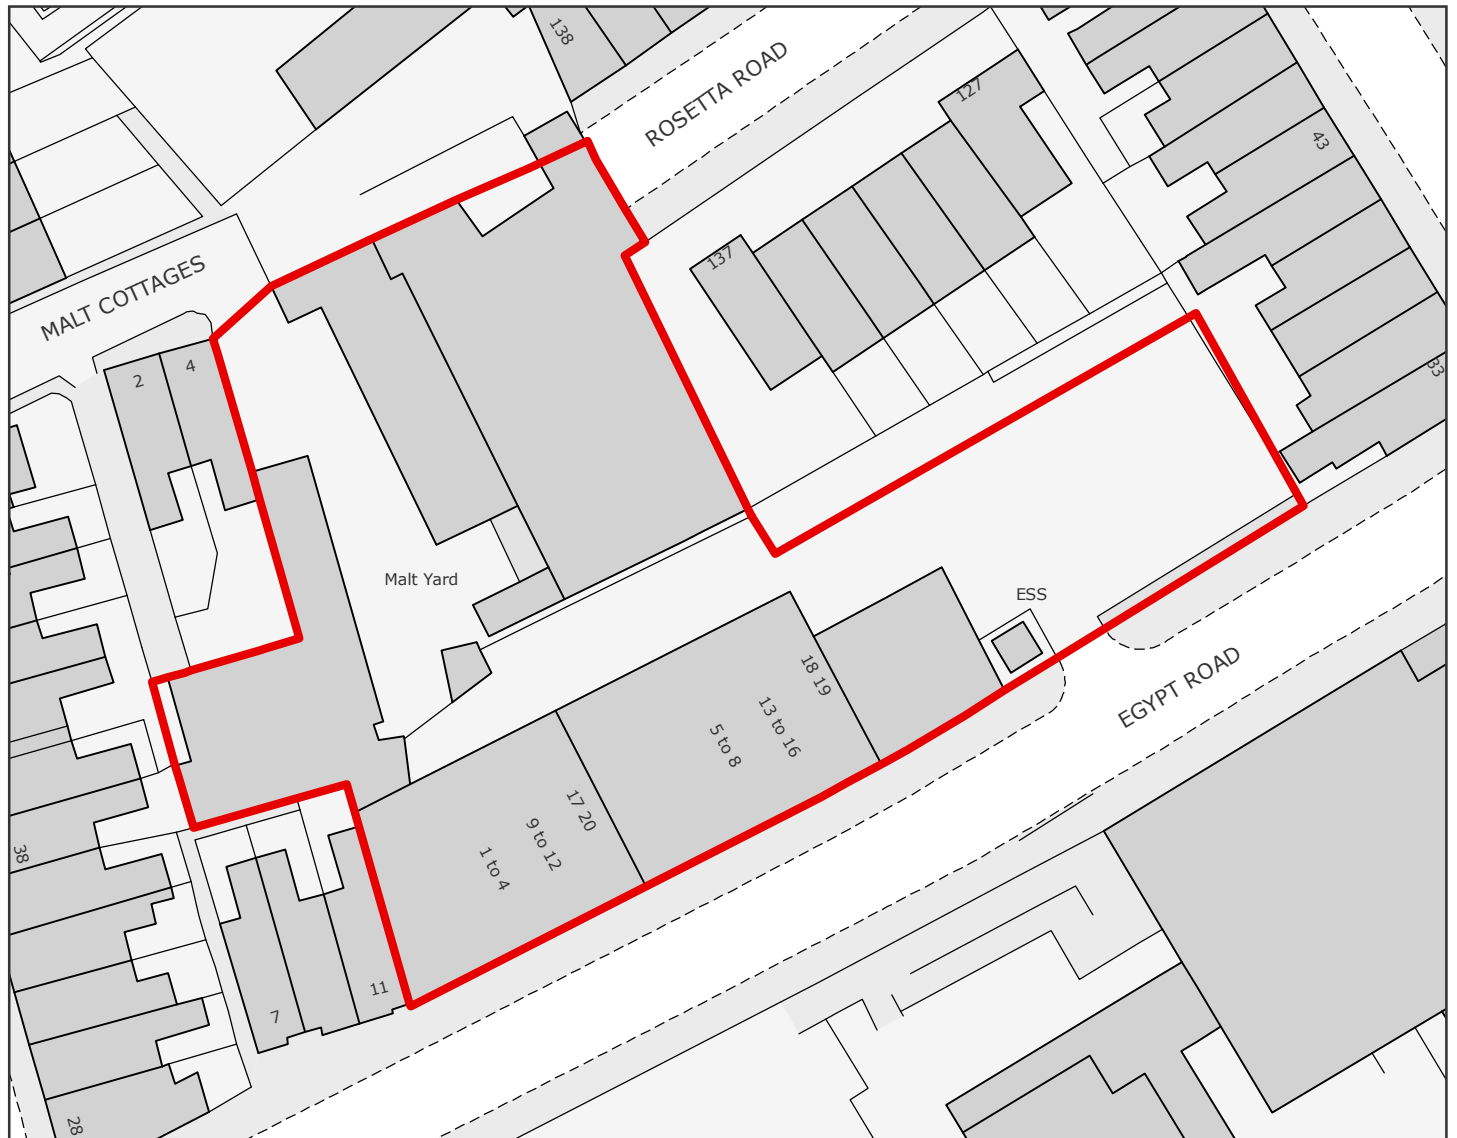 138
ROSETTA ROAD
127
43
137
MALT COTTAGES
2
4
33
Malt Yard
ESS
18 19
13 to 16
5 to 8
EGYPT ROAD
17 20
9 to 12
1 to 4
38
11
7
28